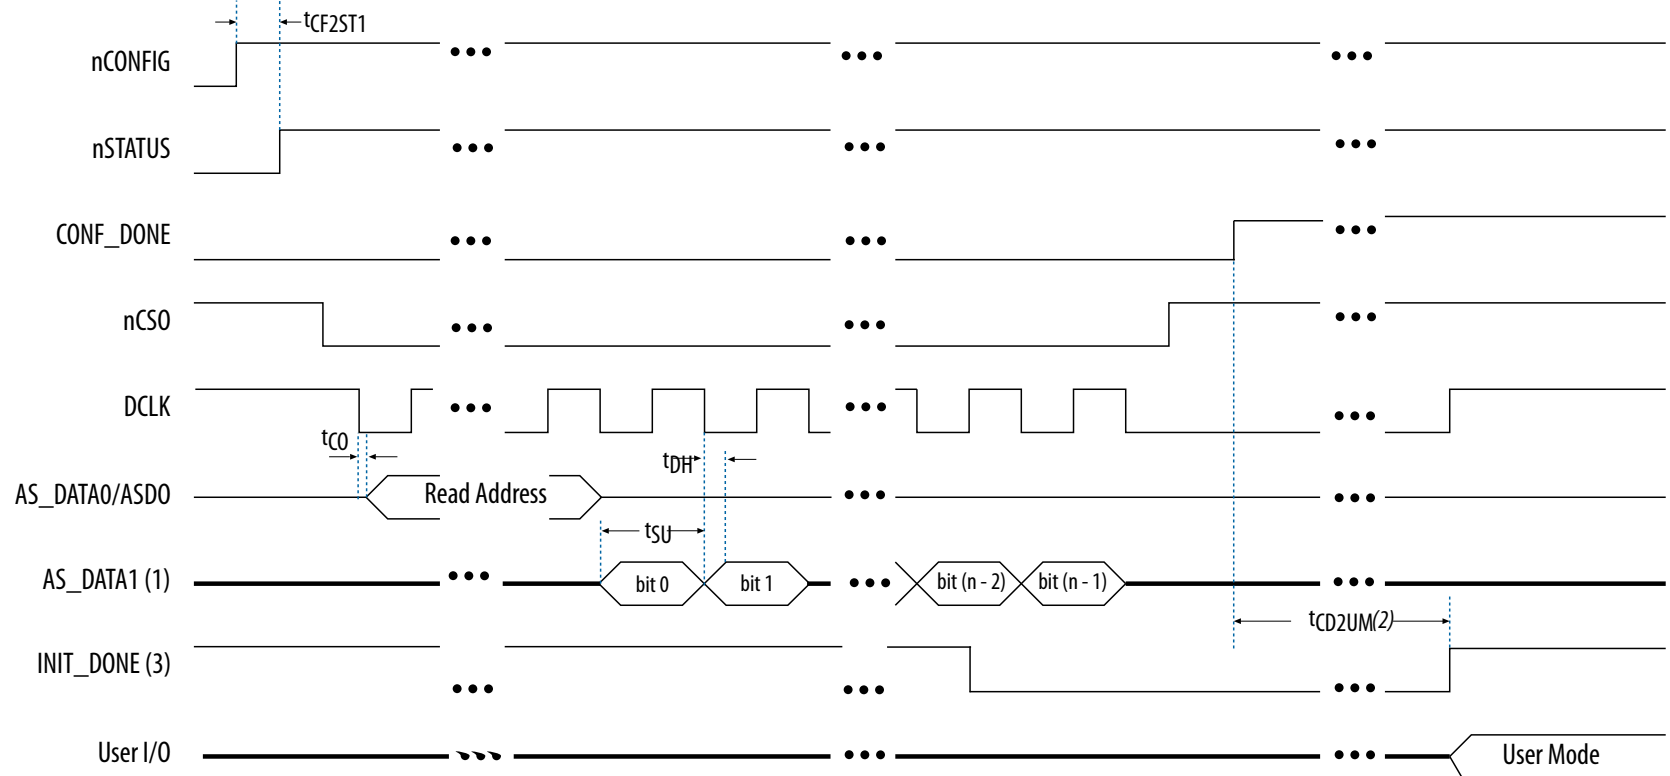 tCF2ST1
nCONFIG
nSTATUS
CONF_DONE
nCSO
DCLK
tCO
tDH
AS_DATA0/ASDO
Read Address
tSU
AS_DATA1 (1)
bit 0
bit 1
bit (n - 2)
bit (n - 1)
tCD2UM(2)
INIT_DONE (3)
User I/O
User Mode